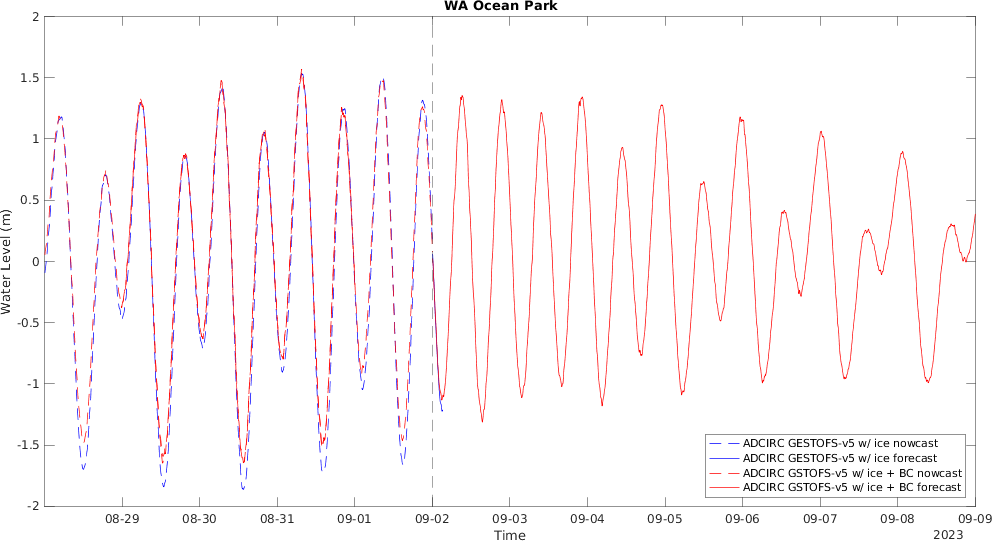 WA Ocean Park
2
1.5
1
0.5
0
-0.5
-1
-1.5
-2
Water Level (m)
08-29 08-30 08-31 09-01 09-02 09-03 09-04 09-05 09-06 09-07 09-08 09-09
Time
2023
ADCIRC GESTOFS-v5 w/ ice nowcast
ADCIRC GESTOFS-v5 w/ ice forecast
ADCIRC GSTOFS-v5 w/ ice + BC nowcast
ADCIRC GSTOFS-v5 w/ ice + BC forecast